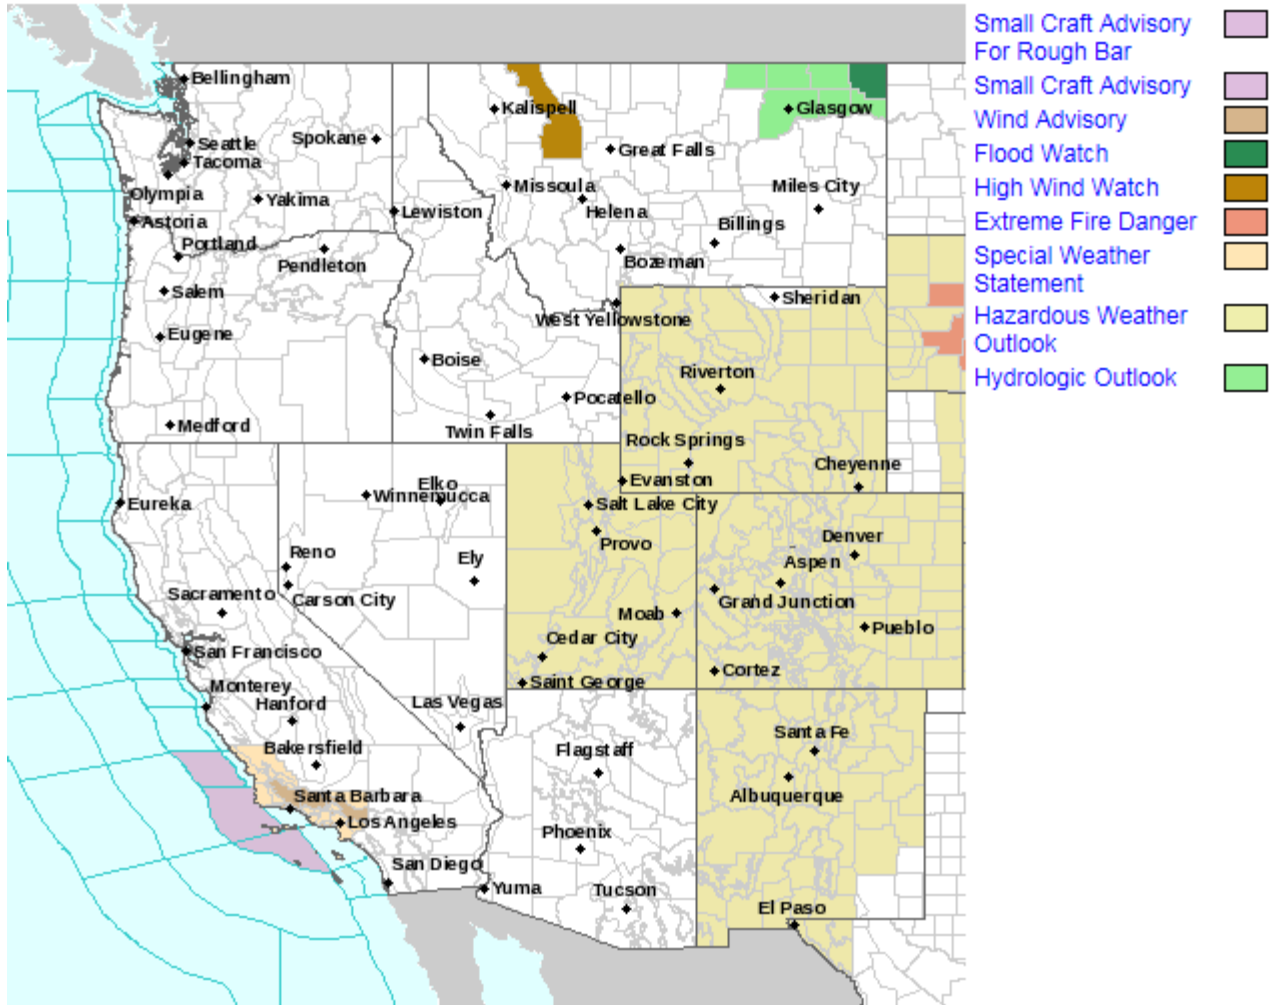 Small Craft Advisory
For Rough Bar
Small Craft Advisory
Wind Advisory
Flood Watch
High Wind Watch
Extreme Fire Danger
Special Weather
Statement
Hazardous Weather
Outlook
Hydrologic Outlook
Bellingham
Kalispell
Glasgow
Spokane
Seattle
Great Falls
Tacoma
Missoula
Miles City
Olympia
Yakima
Helena
Lewiston
Astoria
Billings
Portland
Pendleton
Bozeman
Salem
Sheridan
West Yellowstone
Eugene
Boise
Riverton
Pocatello
Medford
Twin Falls
Rock Springs
Cheyenne
Evanston
Elko
Winnemucca
Eureka
Salt Lake City
Provo
Denver
Reno
Ely
Aspen
Sacramento
Carson City
Grand Junction
Moab
Pueblo
Cedar City
San Francisco
Cortez
Saint George
Monterey
Hanford
Las Vegas
Santa Fe
Bakersfield
Flagstaff
Santa Barbara
Albuquerque
Los Angeles
Phoenix
San Diego
Yuma
Tucson
El Paso